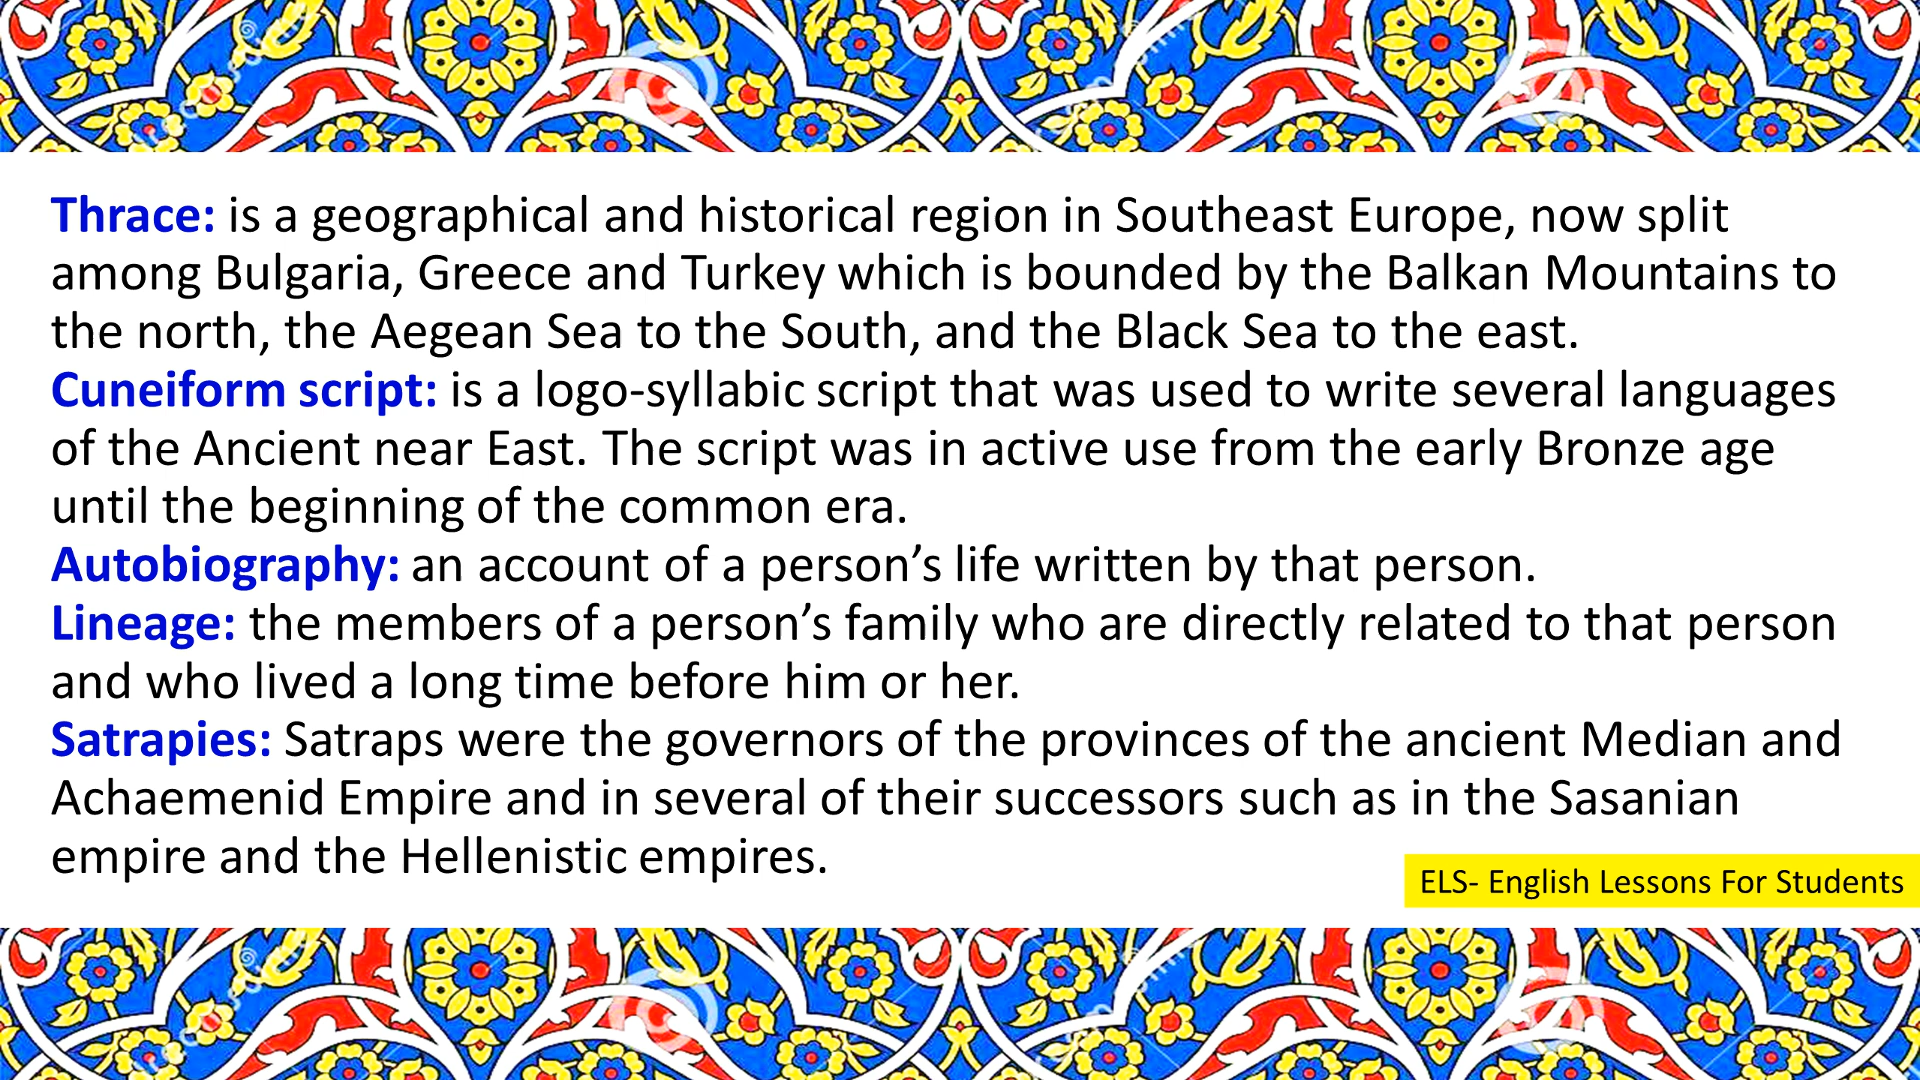 Thrace: is a geographical and historical region in Southeast Europe, now split
among Bulgaria, Greece and Turkey which is bounded by the Balkan Mountains to
the north, the Aegean Sea to the South, and the Black Sea to the east.
Cuneiform script: is a logo-syllabic script that was used to write several languages
of the Ancient near East. The script was in active use from the early Bronze age
until the beginning of the common era.
Autobiography: an account of a person’s life written by that person.
Lineage: the members of a person’s family who are directly related to that person
and who lived a long time before him or her.
Satrapies: Satraps were the governors of the provinces of the ancient Median and
Achaemenid Empire and in several of their successors such as in the Sasanian
empire and the Hellenistic empires.
ELS- English Lessons For Students